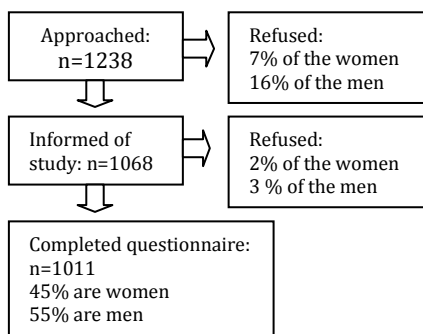 Approached:
n=1238
Refused:
7% of the women
16% of the men
Informed of
study: n=1068
Refused:
2% of the women
3 % of the men
Completed questionnaire:
n=1011
45% are women
55% are men